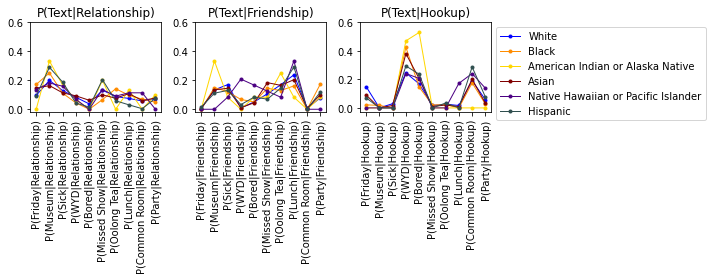 P(Text|Relationship)
0.6
0.4
0.2
0.0
P(Friday|Relationship)
P(Museum|Relationship)
P(Sick|Relationship)
P(WYD|Relationship)
P(Bored|Relationship)
P(Missed Show|Relationship)
P(Oolong Tea|Relationship)
P(Lunch|Relationship)
P(Common Room|Relationship)
P(Party|Relationship)
P(Text|Friendship)
0.6
0.4
0.2
0.0
P(Friday|Friendship)
P(Museum|Friendship)
P(Sick|Friendship)
P(WYD|Friendship)
P(Bored|Friendship)
P(Missed Show|Friendship)
P(Oolong Tea|Friendship)
P(Lunch|Friendship)
P(Common Room|Friendship)
P(Party|Friendship)
P(Text|Hookup)
0.6
0.4
0.2
0.0
P(Friday|Hookup)
P(Museum|Hookup)
P(Sick|Hookup)
P(WYD|Hookup)
P(Bored|Hookup)
P(Missed Show|Hookup)
P(Oolong Tea|Hookup)
P(Lunch|Hookup)
P(Common Room|Hookup)
P(Party|Hookup)
White
Black
American Indian or Alaska Native
Asian
Native Hawaiian or Pacific Islander
Hispanic